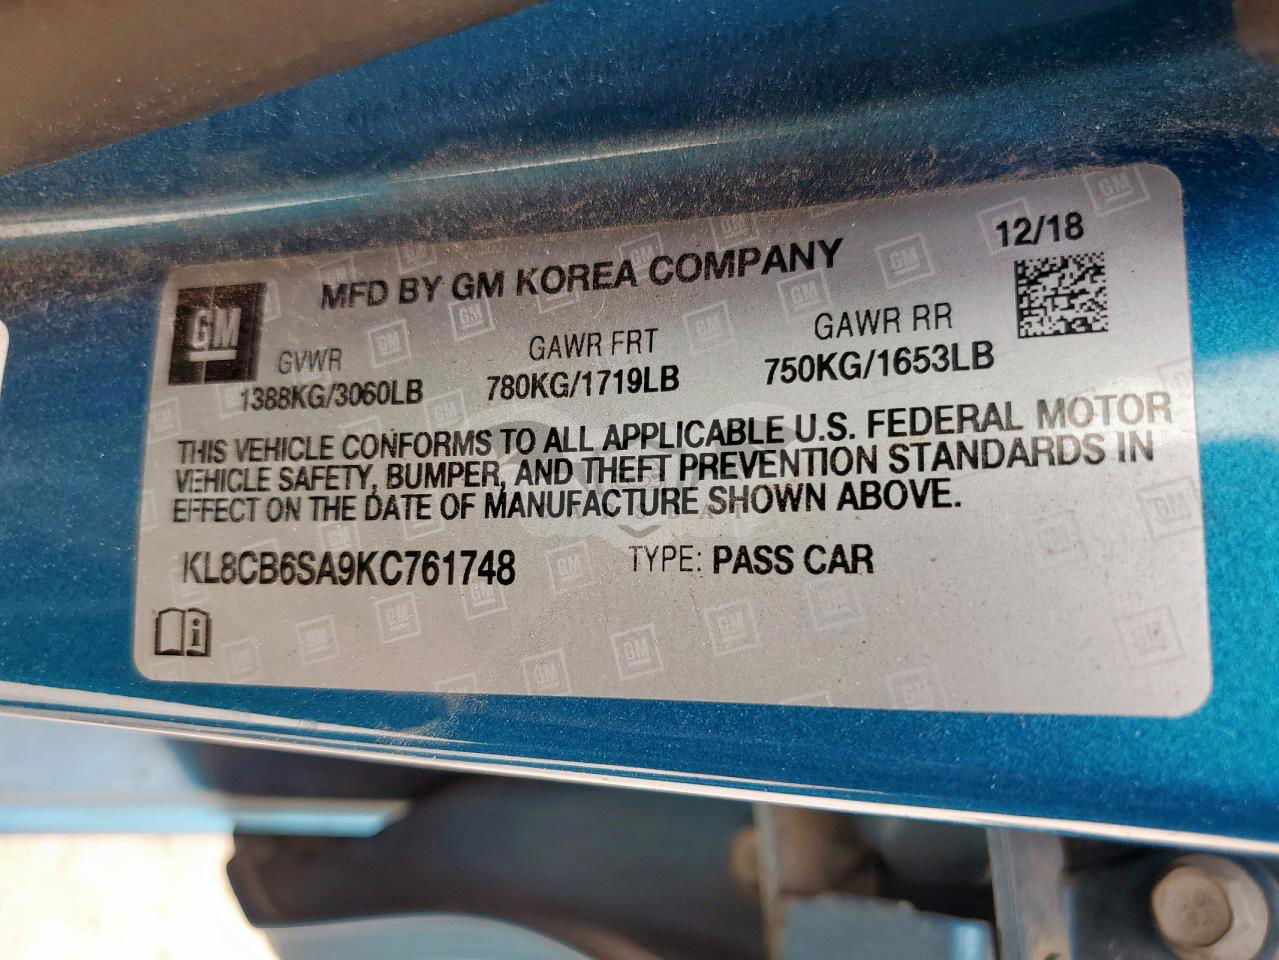 12/18
MFD BY GM KOREA COMPANY
GM
GVWR GAWR FRT GAWR RR
1388KG/3060LB 780KG/1719LB 750KG/1653LB
THIS VEHICLE CONFORMS TO ALL APPLICABLE U.S. FEDERAL MOTOR
VEHICLE SAFETY, BUMPER, AND THEFT PREVENTION STANDARDS IN
EFFECT ON THE DATE OF MANUFACTURE SHOWN ABOVE.
KL8CB6SA9KC761748 TYPE: PASS CAR